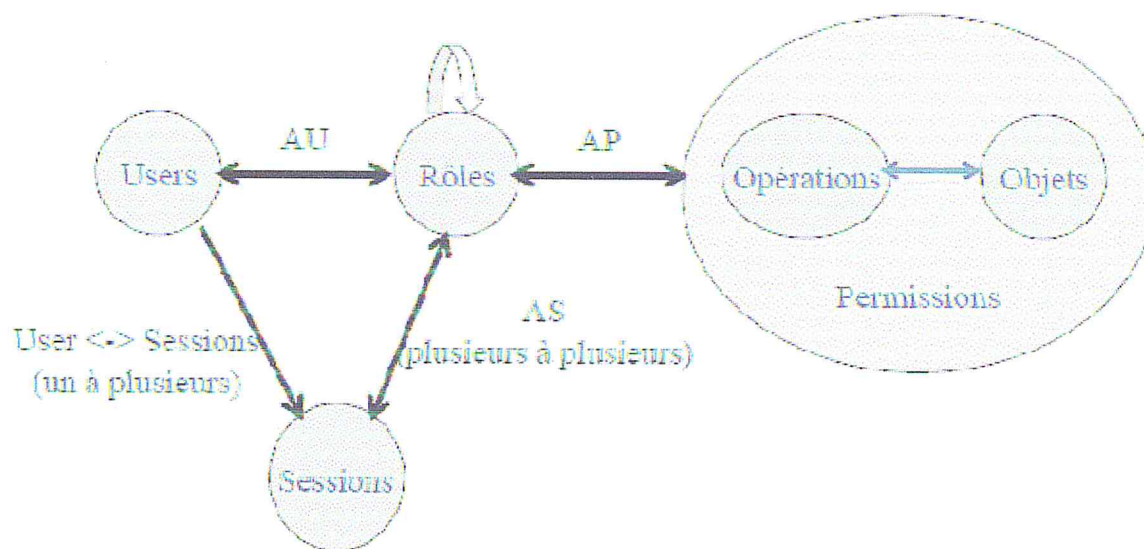 AU
AP
Users
Rôles
Opérations
Objets
Permissions
User <-> Sessions
(un à plusieurs)
AS
(plusieurs à plusieurs)
Sessions